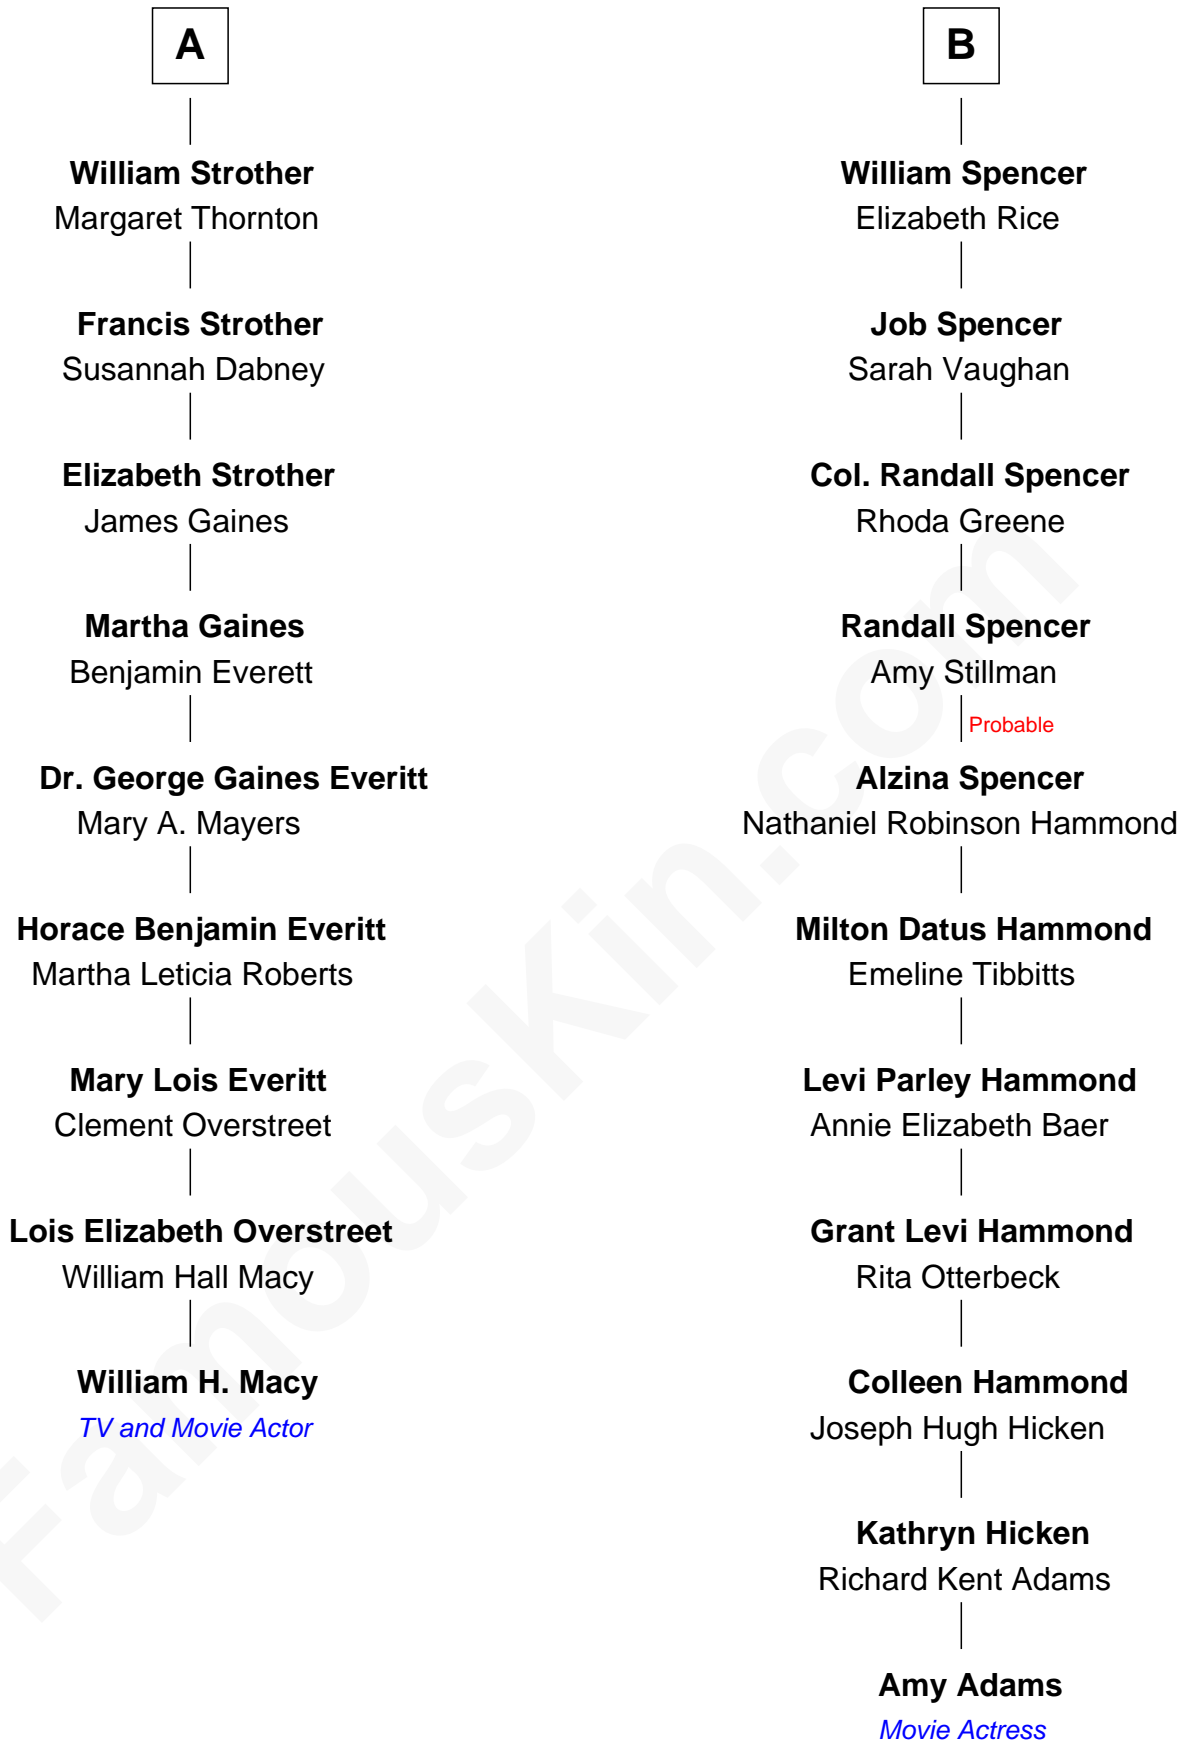 A
William Strother
Margaret Thornton
Francis Strother
Susannah Dabney
Elizabeth Strother
James Gaines
Martha Gaines
Benjamin Everett
Dr. George Gaines Everitt
Mary A. Mayers
Horace Benjamin Everitt
Martha Leticia Roberts
Mary Lois Everitt
Clement Overstreet
Lois Elizabeth Overstreet
William Hall Macy
William H. Macy
TV and Movie Actor
B
William Spencer
Elizabeth Rice
Job Spencer
Sarah Vaughan
Col. Randall Spencer
Rhoda Greene
Randall Spencer
Amy Stillman
Probable
Alzina Spencer
Nathaniel Robinson Hammond
Milton Datus Hammond
Emeline Tibbitts
Levi Parley Hammond
Annie Elizabeth Baer
Grant Levi Hammond
Rita Otterbeck
Colleen Hammond
Joseph Hugh Hicken
Kathryn Hicken
Richard Kent Adams
Amy Adams
Movie Actress
FamousKin.com